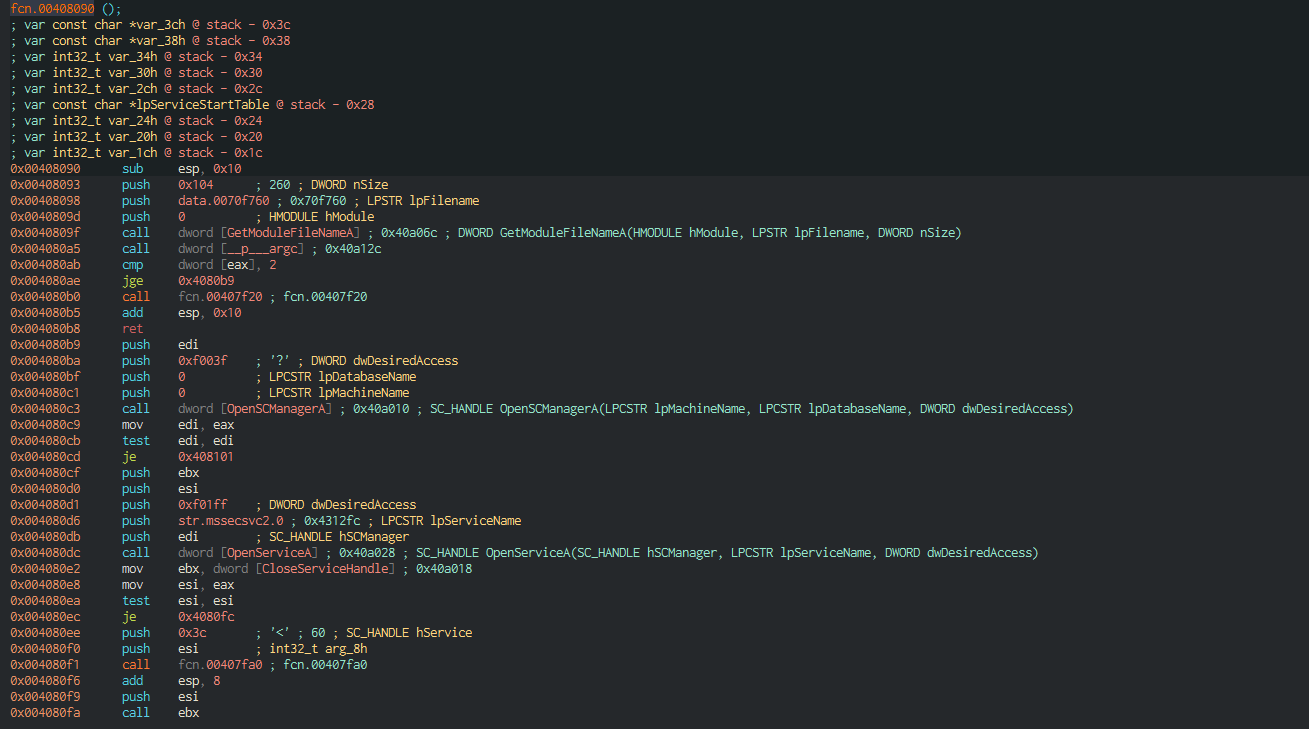 fcn.00408090 ();
; var const char *var_3ch @ stack - 0x3c
; var const char *var_38h @ stack - 0x38
; var int32_t var_34h @ stack - 0x34
; var int32_t var_30h @ stack - 0x30
; var int32_t var_2ch @ stack - 0x2c
; var const char *lpServiceStartTable @ stack - 0x28
; var int32_t var_24h @ stack - 0x24
; var int32_t var_20h @ stack - 0x20
; var int32_t var_1ch @ stack - 0x1c
0x00408090 sub esp, 0x10
0x00408093 push 0x104 ; 260 ; DWORD nSize
0x00408098 push data.0070f760 ; 0x70f760 ; LPSTR lpFilename
0x0040809d push 0 ; HMODULE hModule
0x0040809f call dword [GetModuleFileNameA] ; 0x40a06c ; DWORD GetModuleFileNameA(HMODULE hModule, LPSTR lpFilename, DWORD nSize)
0x004080a5 call dword [__p___argc] ; 0x40a12c
0x004080ab cmp dword [eax], 2
0x004080ae jge 0x4080b9
0x004080b0 call fcn.00407f20 ; fcn.00407f20
0x004080b5 add esp, 0x10
0x004080b8 ret
0x004080b9 push edi
0x004080ba push 0xf003f ; '?' ; DWORD dwDesiredAccess
0x004080bf push 0 ; LPCSTR lpDatabaseName
0x004080c1 push 0 ; LPCSTR lpMachineName
0x004080c3 call dword [OpenSCManagerA] ; 0x40a010 ; SC_HANDLE OpenSCManagerA(LPCSTR lpMachineName, LPCSTR lpDatabaseName, DWORD dwDesiredAccess)
0x004080c9 mov edi, eax
0x004080cb test edi, edi
0x004080cd je 0x408101
0x004080cf push ebx
0x004080d0 push esi
0x004080d1 push 0xf01ff ; DWORD dwDesiredAccess
0x004080d6 push str.mssecsvc2.0 ; 0x4312fc ; LPCSTR lpServiceName
0x004080db push edi ; SC_HANDLE hSCManager
0x004080dc call dword [OpenServiceA] ; 0x40a028 ; SC_HANDLE OpenServiceA(SC_HANDLE hSCManager, LPCSTR lpServiceName, DWORD dwDesiredAccess)
0x004080e2 mov ebx, dword [CloseServiceHandle] ; 0x40a018
0x004080e8 mov esi, eax
0x004080ea test esi, esi
0x004080ec je 0x4080fc
0x004080ee push 0x3c ; '<' ; 60 ; SC_HANDLE hService
0x004080f0 push esi ; int32_t arg_8h
0x004080f1 call fcn.00407fa0 ; fcn.00407fa0
0x004080f6 add esp, 8
0x004080f9 push esi
0x004080fa call ebx